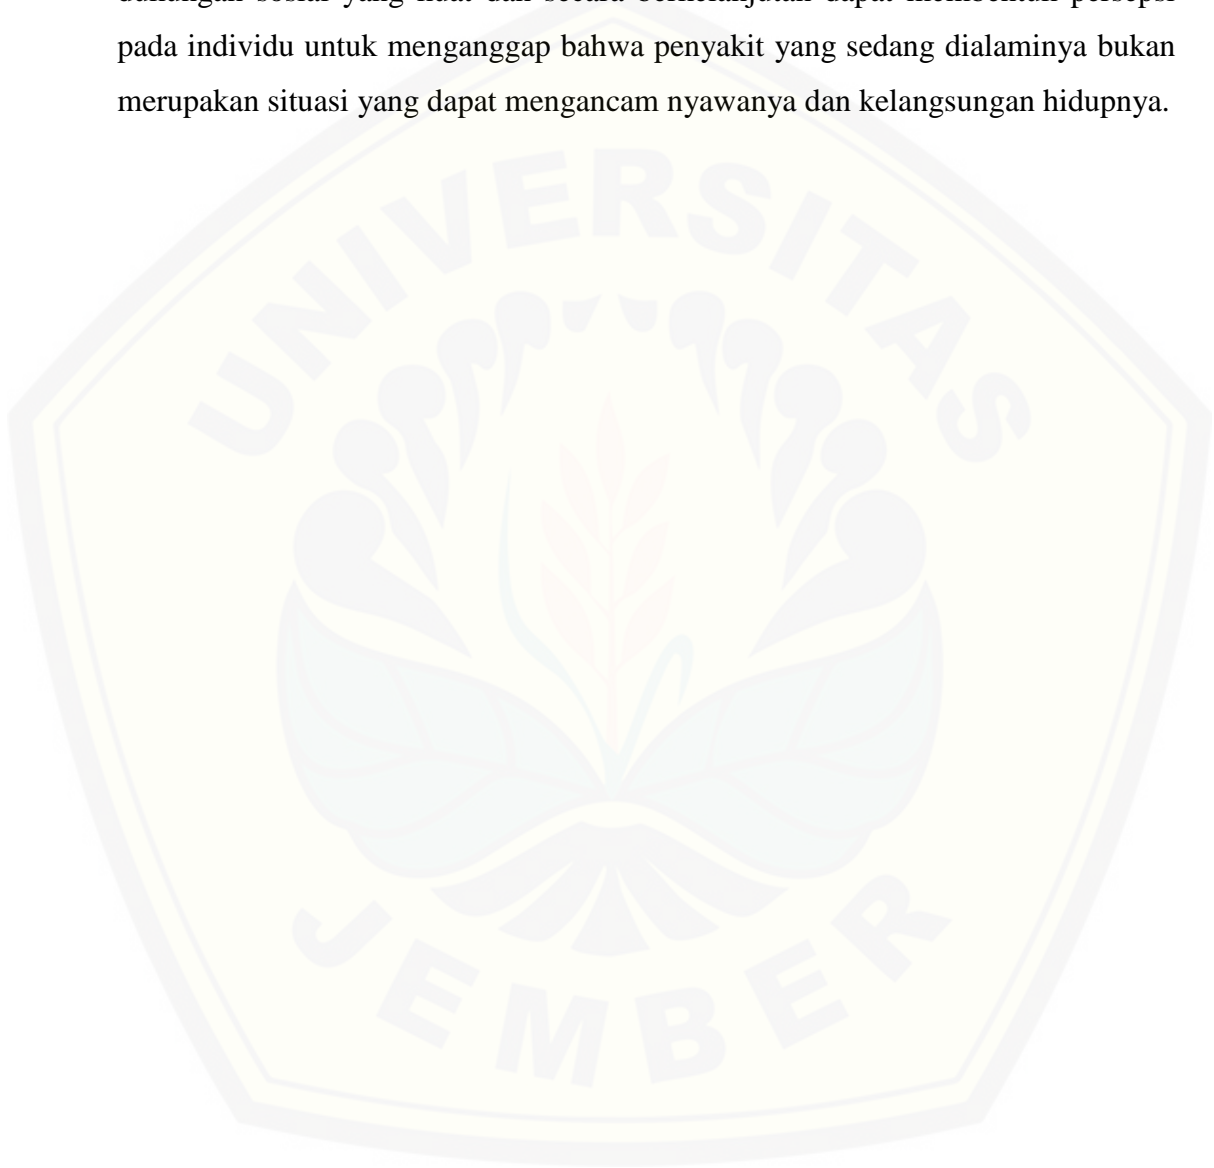 dukungan sosial yang kuat dan secara berkelanjutan dapat membentuk persepsi
pada individu untuk menganggap bahwa penyakit yang sedang dialaminya bukan
merupakan situasi yang dapat mengancam nyawanya dan kelangsungan hidupnya.
UNIVERSITAS
JEMBER